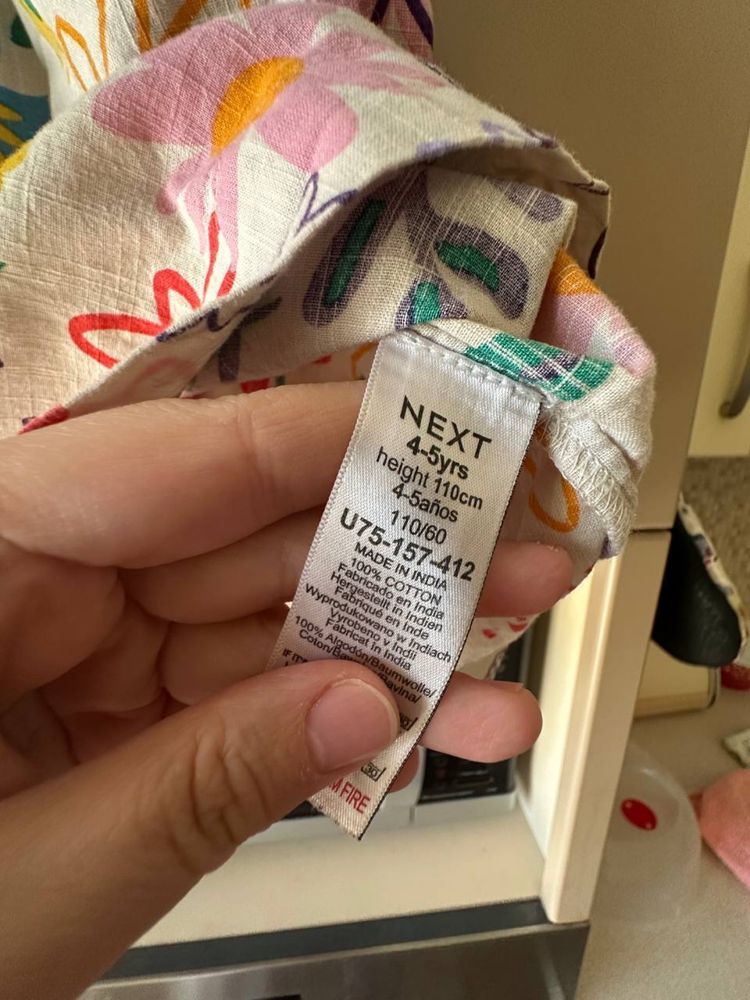 NEXT
4-5yrs
height 110cm
4-5años
110/60
U75-157-412
MADE IN INDIA
100% COTTON
Fabricado en India
Hergestellt in Indien
Fabriqué en Inde
Wyprodukowano w Indiach
Vyrobeno v Indii
Fabricat in India
100% Algodón/Baumwolle/
FIRE